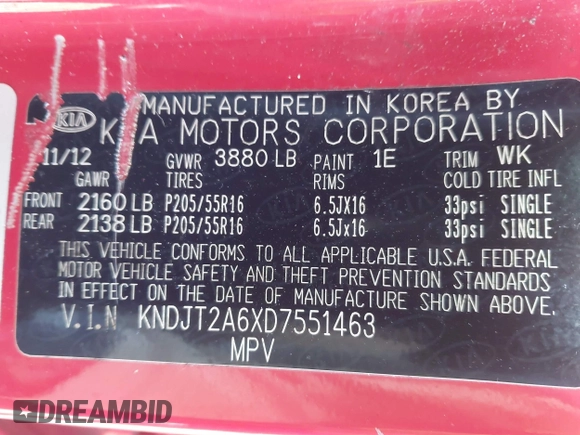 MANUFACTURED IN KOREA BY
KIA KIA MOTORS CORPORATION
11/12 GVWR 3880 LB PAINT 1E TRIM WK
GAWR TIRES RIMS COLD TIRE INFL
FRONT 2160 LB P205/55R16 6.5JX16 33psi SINGLE
REAR 2138 LB P205/55R16 6.5Jx16 33psi SINGLE
THIS VEHICLE CONFORMS TO ALL APPLICABLE U.S.A. FEDERAL
MOTOR VEHICLE SAFETY AND THEFT PREVENTION STANDARDS
IN EFFECT ON THE DATE OF MANUFACTURE SHOWN ABOVE.
V.I.N KNDJT2A6XD7551463
MPV
DREAMBID